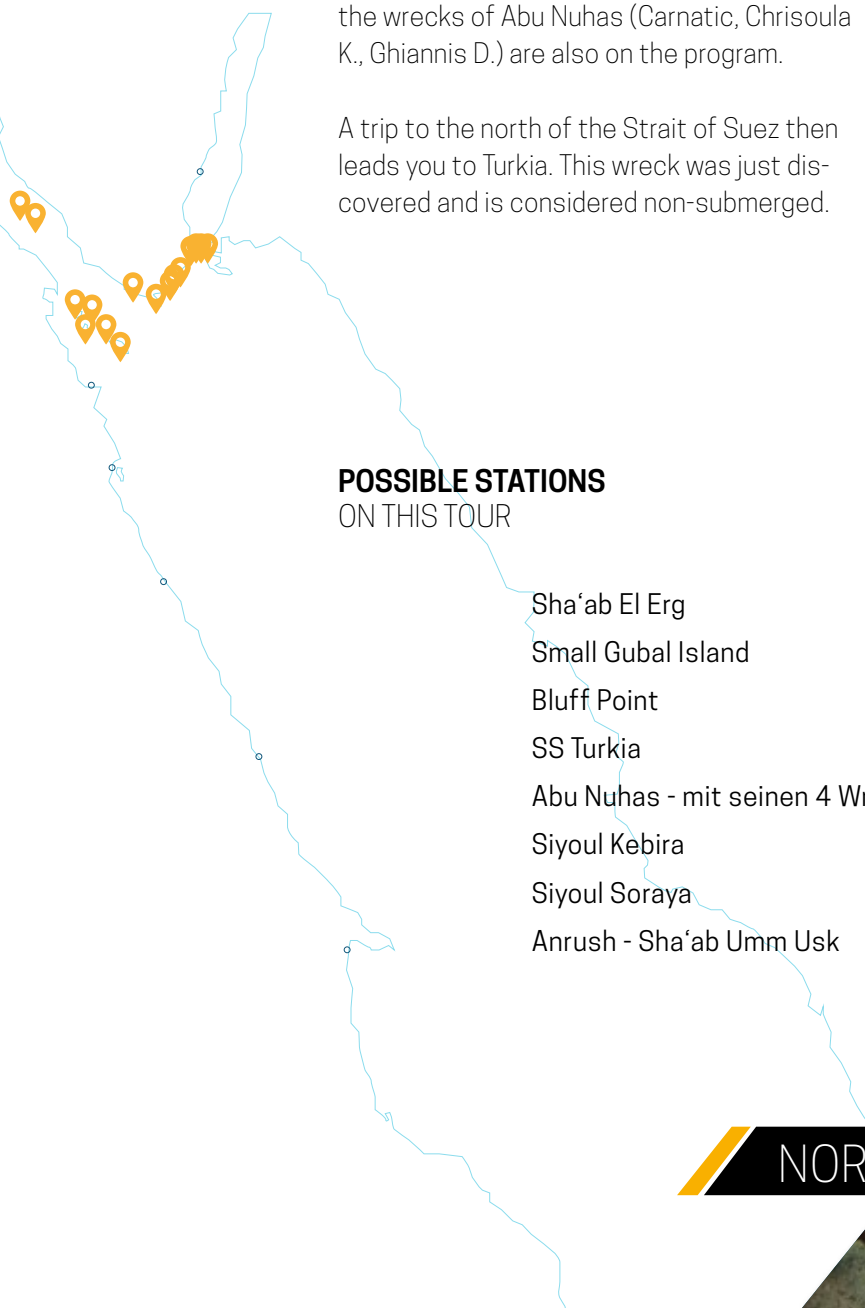 the wrecks of Abu Nuhas (Carnatic, Chrisoula
K., Ghiannis D.) are also on the program.
A trip to the north of the Strait of Suez then
leads you to Turkia. This wreck was just dis-
covered and is considered non-submerged.
POSSIBLE STATIONS
ON THIS TOUR
Sha‘ab El Erg
Small Gubal Island
Bluff Point
SS Turkia
Abu Nuhas - mit seinen 4 Wr
Siyoul Kebira
Siyoul Soraya
Anrush - Sha‘ab Umm Usk
NOR